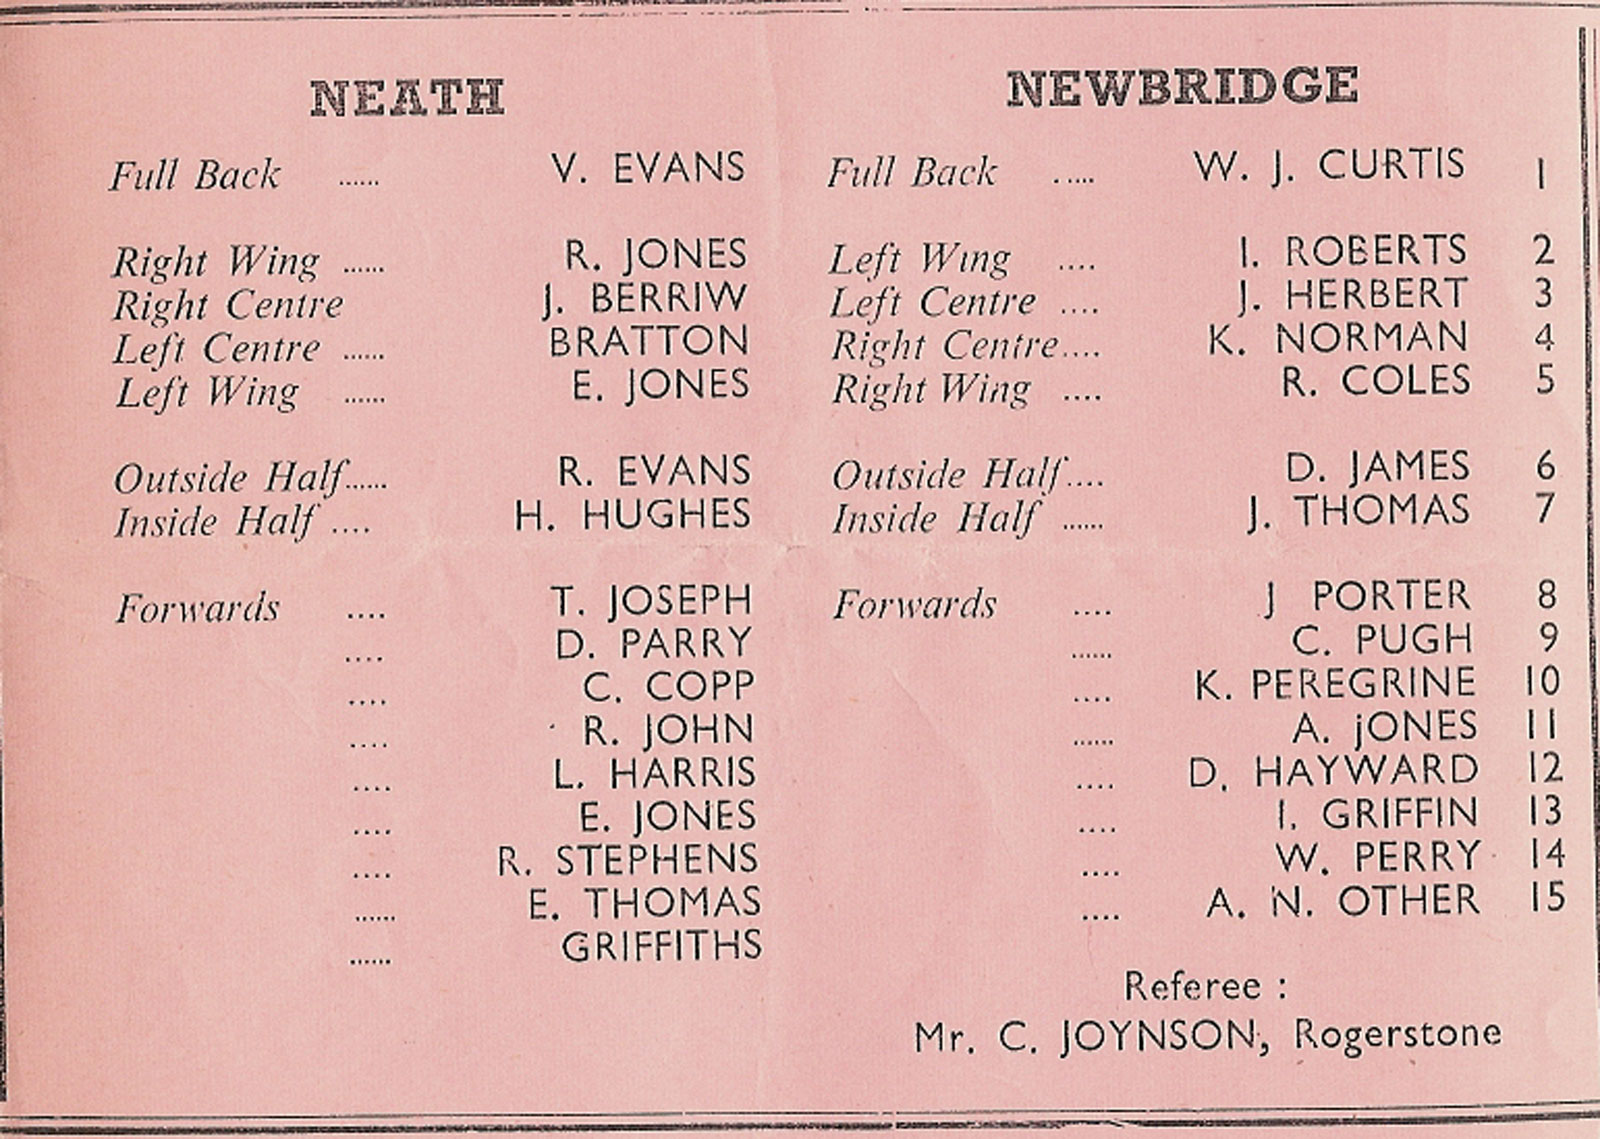 NEATH
Full Back ...... V. EVANS
Right Wing ...... R. JONES
Right Centre J. BERRIW
Left Centre ...... BRATTON
Left Wing ...... E. JONES
Outside Half...... R. EVANS
Inside Half .... H. HUGHES
Forwards .... T. JOSEPH
.... D. PARRY
.... C. COPP
.... R. JOHN
.... L. HARRIS
.... E. JONES
.... R. STEPHENS
...... E. THOMAS
...... GRIFFITHS
NEWBRIDGE
Full Back ..... W. J. CURTIS 1
Left Wing .... I. ROBERTS 2
Left Centre .... J. HERBERT 3
Right Centre.... K. NORMAN 4
Right Wing .... R. COLES 5
Outside Half.... D. JAMES 6
Inside Half ...... J. THOMAS 7
Forwards .... J PORTER 8
...... C. PUGH 9
.... K. PEREGRINE 10
...... A. jONES 11
.... D. HAYWARD 12
.... I. GRIFFIN 13
.... W. PERRY 14
.... A. N. OTHER 15
Referee :
Mr. C. JOYNSON, Rogerstone